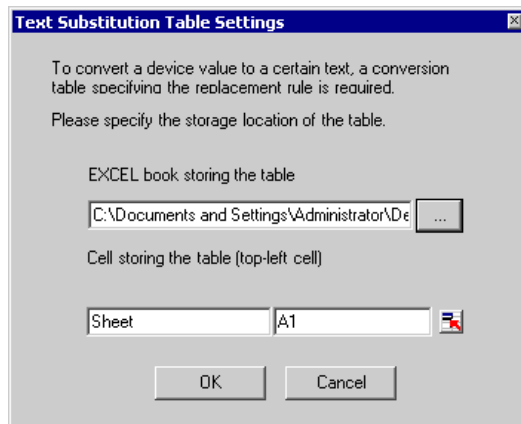 Text Substitution Table Settings
To convert a device value to a certain text, a conversion
table specifying the replacement rule is required.
Please specify the storage location of the table.
EXCEL book storing the table
C:\Documents and Settings\Administrator\De
...
Cell storing the table (top-left cell)
Sheet
A1
OK
Cancel